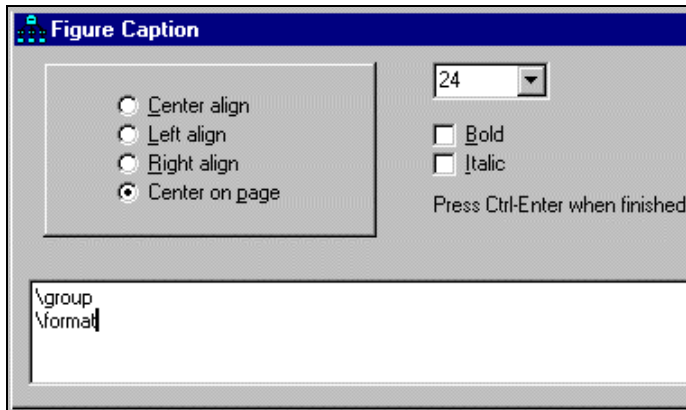 Figure Caption
Center align
Left align
Right align
Center on page
24
Bold
Italic
Press Ctrl-Enter when finished
\group
\format